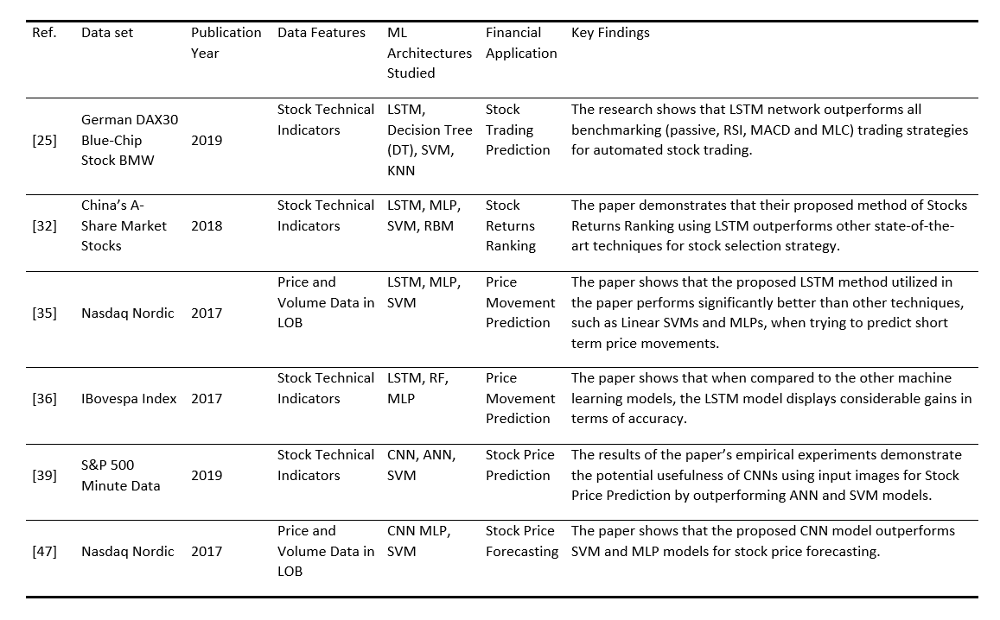 Ref.
Data set
Publication
Year
Data Features
ML
Architectures
Studied
Financial
Application
Key Findings
[25]
German DAX30
Blue-Chip
Stock BMW
2019
Stock Technical
Indicators
LSTM,
Decision Tree
(DT), SVM,
KNN
Stock
Trading
Prediction
The research shows that LSTM network outperforms all
benchmarking (passive, RSI, MACD and MLC) trading strategies
for automated stock trading.
[32]
China’s A-
Share Market
Stocks
2018
Stock Technical
Indicators
LSTM, MLP,
SVM, RBM
Stock
Returns
Ranking
The paper demonstrates that their proposed method of Stocks
Returns Ranking using LSTM outperforms other state-of-the-
art techniques for stock selection strategy.
[35]
Nasdaq Nordic
2017
Price and
Volume Data in
LOB
LSTM, MLP,
SVM
Price
Movement
Prediction
The paper shows that the proposed LSTM method utilized in
the paper performs significantly better than other techniques,
such as Linear SVMs and MLPs, when trying to predict short
term price movements.
[36]
IBovespa Index
2017
Stock Technical
Indicators
LSTM, RF,
MLP
Price
Movement
Prediction
The paper shows that when compared to the other machine
learning models, the LSTM model displays considerable gains in
terms of accuracy.
[39]
S&P 500
Minute Data
2019
Stock Technical
Indicators
CNN, ANN,
SVM
Stock Price
Prediction
The results of the paper’s empirical experiments demonstrate
the potential usefulness of CNNs using input images for Stock
Price Prediction by outperforming ANN and SVM models.
[47]
Nasdaq Nordic
2017
Price and
Volume Data in
LOB
CNN MLP,
SVM
Stock Price
Forecasting
The paper shows that the proposed CNN model outperforms
SVM and MLP models for stock price forecasting.